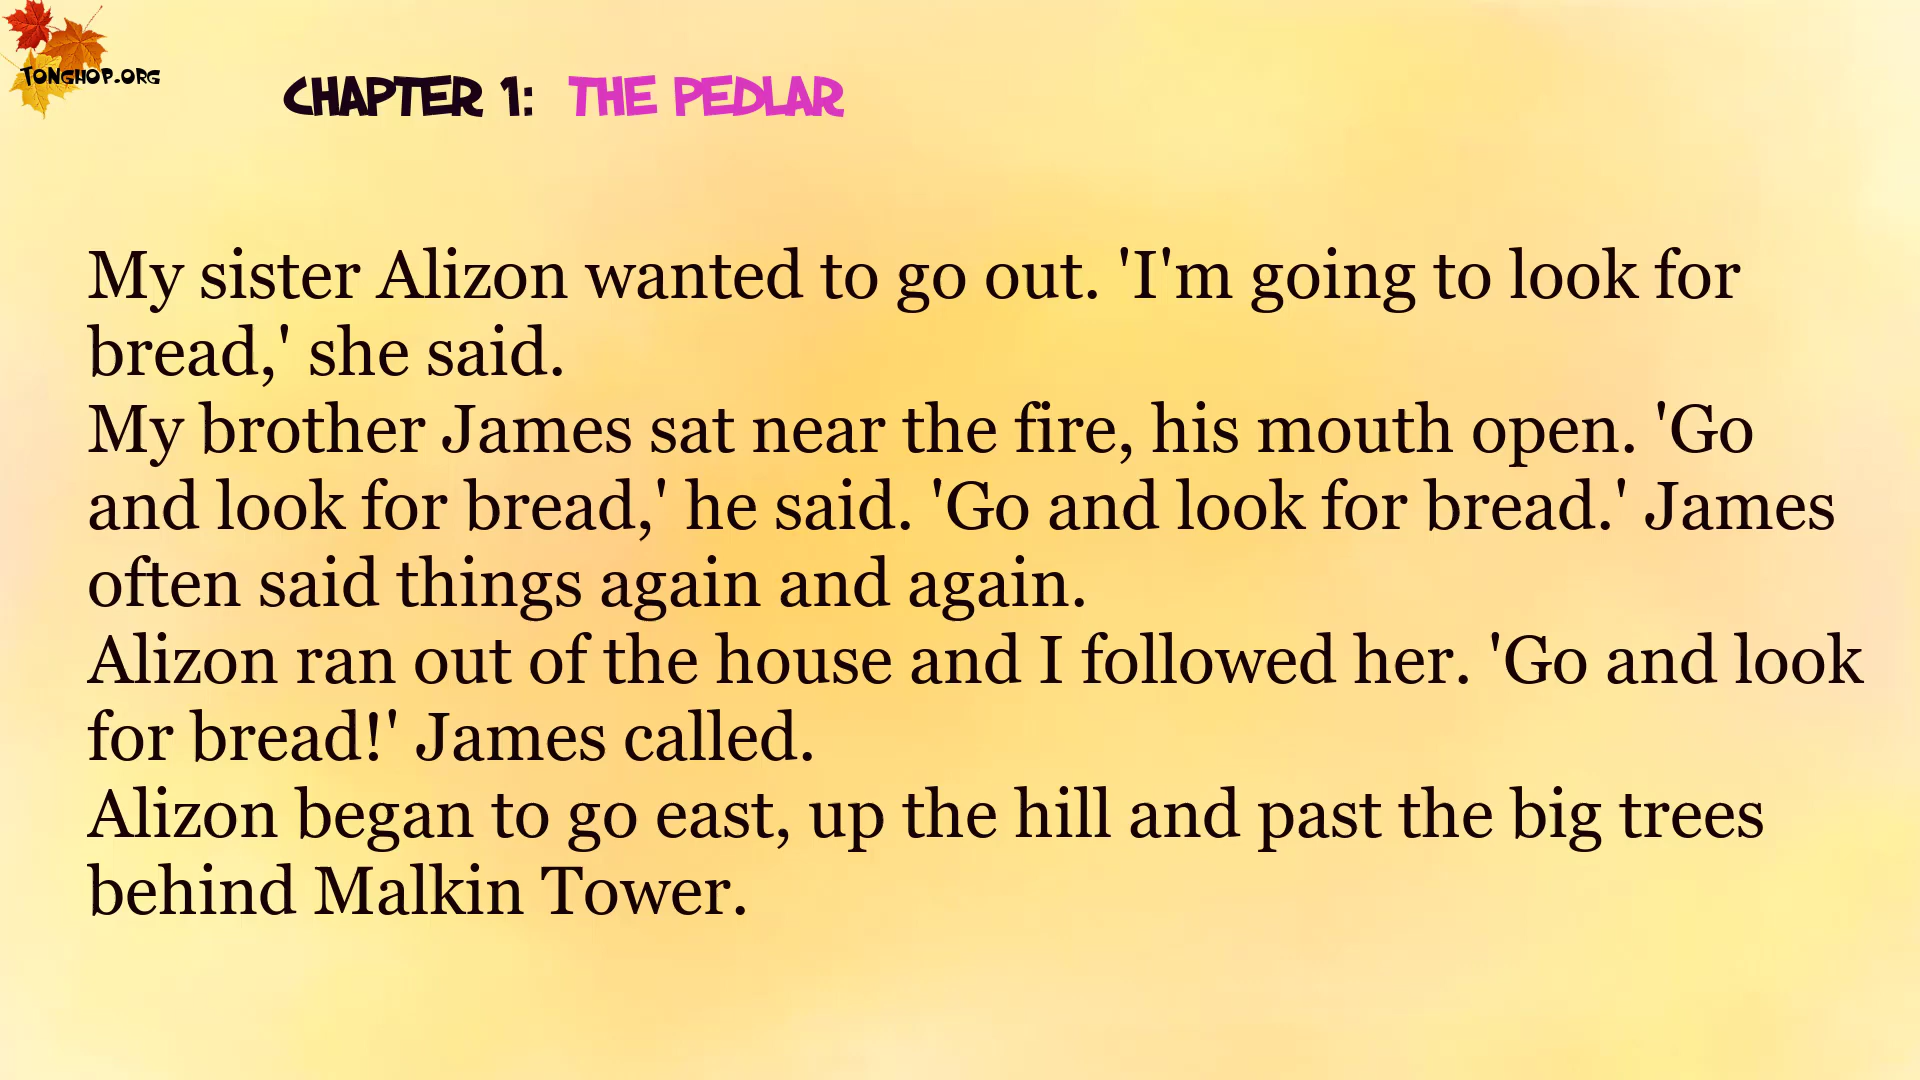 TONGHOP.ORG
CHAPTER 1: THE PEDLAR
My sister Alizon wanted to go out. 'I'm going to look for
bread,' she said.
My brother James sat near the fire, his mouth open. 'Go
and look for bread,' he said. 'Go and look for bread.' James
often said things again and again.
Alizon ran out of the house and I followed her. 'Go and look
for bread!' James called.
Alizon began to go east, up the hill and past the big trees
behind Malkin Tower.